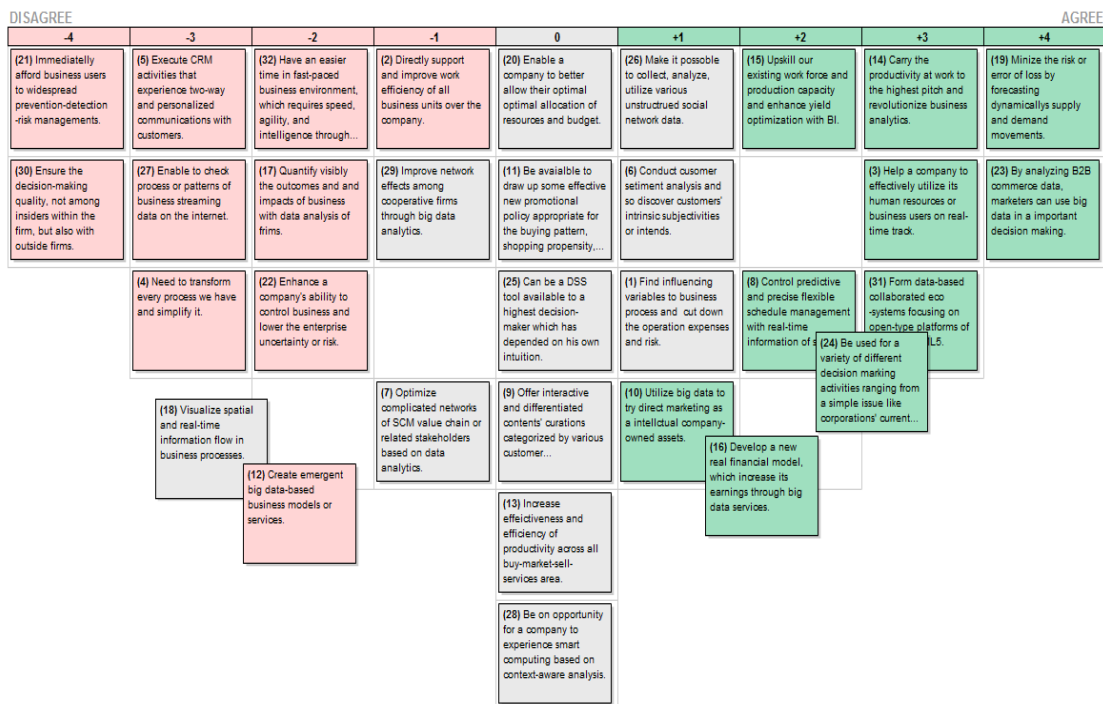 DISAGREE
AGREE
-4
-3
-2
-1
0
+1
+2
+3
+4
(21) Immediatelly
afford business users
to widespread
prevention-detection
-risk managements.
(5) Execute CRM
activities that
experience two-way
and personalized
communications with
customers.
(32) Have an easier
time in fast-paced
business environment,
which requires speed,
agility, and
intelligence through...
(2) Directly support
and improve work
efficiency of all
business units over the
company.
(20) Enable a
company to better
allow their optimal
optimal allocation of
resources and budget.
(26) Make it possoble
to collect, analyze,
utilize various
unstructrued social
network data.
(15) Upskill our
existing work force and
production capacity
and enhance yield
optimization with BI.
(14) Carry the
productivity at work to
the highest pitch and
revolutionize business
analytics.
(19) Minize the risk or
error of loss by
forecasting
dynamicallys supply
and demand
movements.
(30) Ensure the
decision-making
quality, not among
insiders within the
firm, but also with
outside firms.
(27) Enable to check
process or patterns of
business streaming
data on the internet.
(17) Quantify visibly
the outcomes and and
impacts of business
with data analysis of
frims.
(29) Improve network
effects among
cooperative firms
through big data
analytics.
(11) Be avaialble to
draw up some effective
new promotional
policy appropriate for
the buying pattern,
shopping propensity,...
(6) Conduct cusomer
setiment analysis and
so discover customers'
intrinsic subjectivities
or intends.
(3) Help a company to
effectively utilize its
human resources or
business users on real-
time track.
(23) By analyzing B2B
commerce data,
marketers can use big
data in a important
decision making.
(4) Need to transform
every process we have
and simplify it.
(22) Enhance a
company's ability to
control business and
lower the enterprise
uncertainty or risk.
(25) Can be a DSS
tool available to a
highest decision-
maker which has
depended on his own
intuition.
(1) Find influencing
variables to business
process and cut down
the operation expenses
and risk.
(8) Control predictive
and precise flexible
schedule management
with real-time
information of
(31) Form data-based
collaborated eco
-systems focusing on
open-type platforms of
(24) Be used for a
variety of different
decision marking
activities ranging from
a simple issue like
corporations' current...
(18) Visualize spatial
and real-time
information flow in
business processes.
(12) Create emergent
big data-based
business models or
services.
(7) Optimize
complicated networks
of SCM value chain or
related stakeholders
based on data
analytics.
(9) Offer interactive
and differentiated
contents' curations
categorized by various
customer...
(10) Utilize big data to
try direct marketing as
a intellctual company-
owned assets.
(16) Develop a new
real financial model,
which increase its
earnings through big
data services.
(13) Increase
effeictiveness and
efficiency of
productivity across all
buy-market-sell-
services area.
(28) Be on opportunity
for a company to
experience smart
computing based on
context-aware analysis.